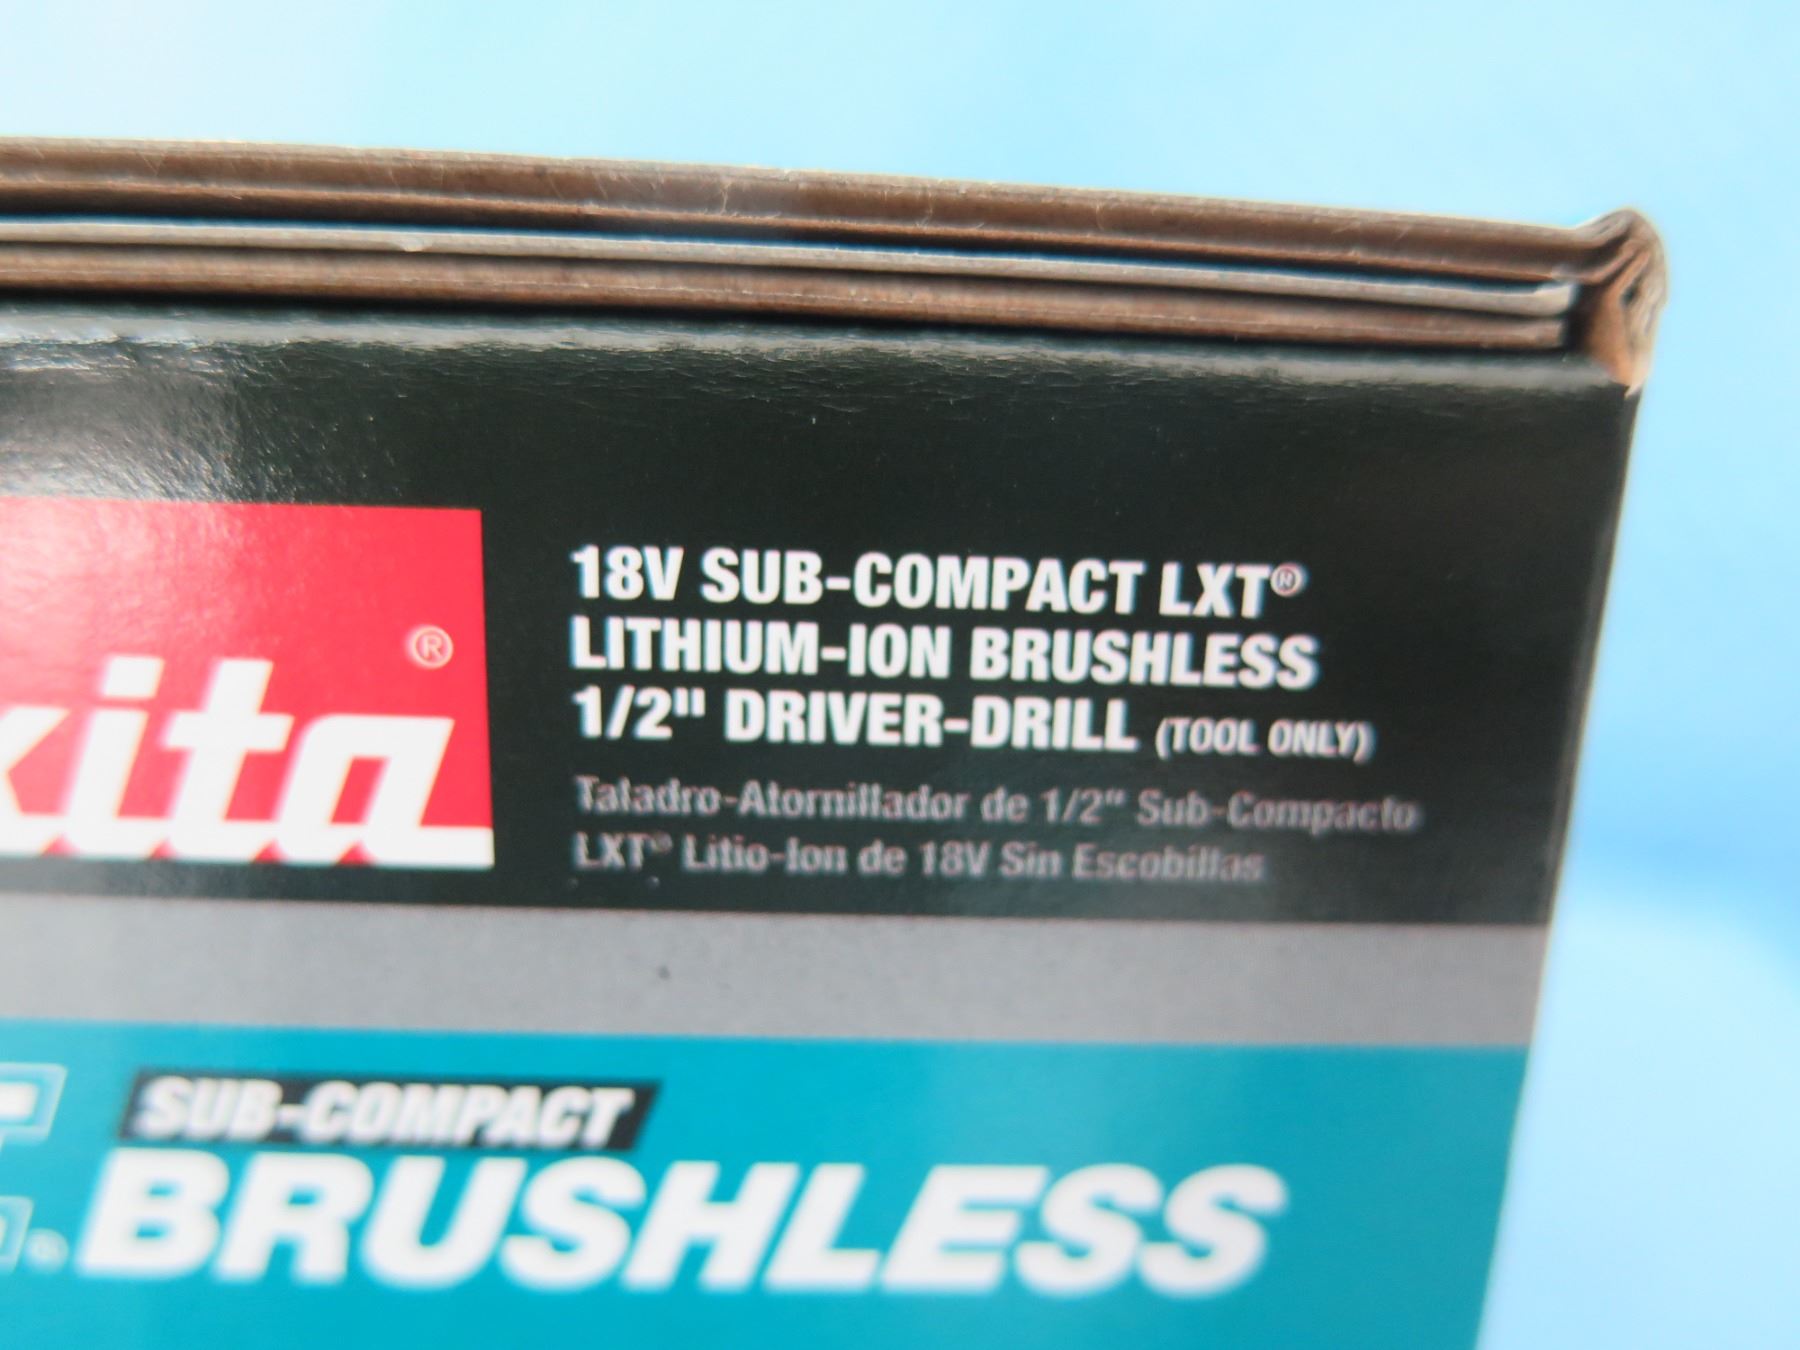 kita®
18V SUB-COMPACT LXT®
LITHIUM-ION BRUSHLESS
1/2" DRIVER-DRILL (TOOL ONLY)
Taladro-Atornillador de 1/2" Sub-Compacto
LXT® Litio-Ion de 18V Sin Escobillas
SUB-COMPACT
BRUSHLESS